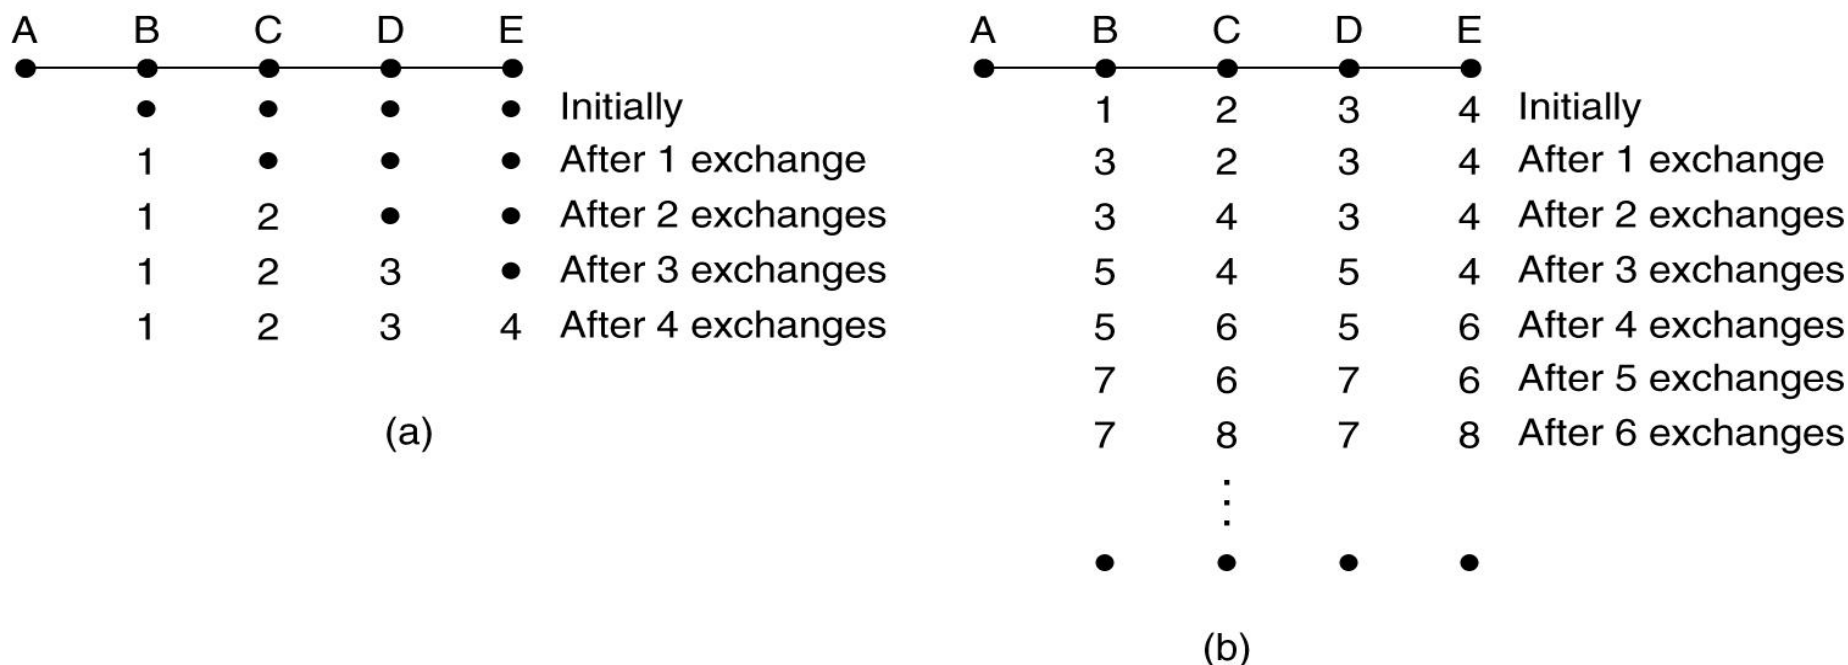 A B C D E
Initially
1 After 1 exchange
1 2 After 2 exchanges
1 2 3 After 3 exchanges
1 2 3 4 After 4 exchanges
(a)
A B C D E
1 2 3 4 Initially
3 2 3 4 After 1 exchange
3 4 3 4 After 2 exchanges
5 4 5 4 After 3 exchanges
5 6 5 6 After 4 exchanges
7 6 7 6 After 5 exchanges
7 8 7 8 After 6 exchanges
(b)